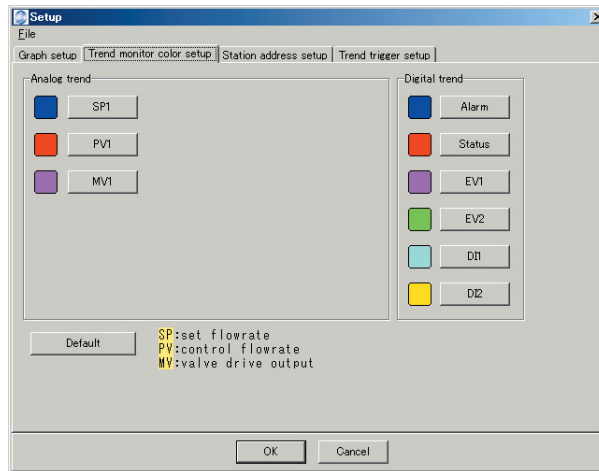 Setup
File
Graph setup Trend monitor color setup Station address setup Trend trigger setup
Analog trend
SP1
PV1
MV1
Digital trend
Alarm
Status
EV1
EV2
DI1
DI2
Default
SP:set flowrate
PV:control flowrate
MV:valve drive output
OK Cancel